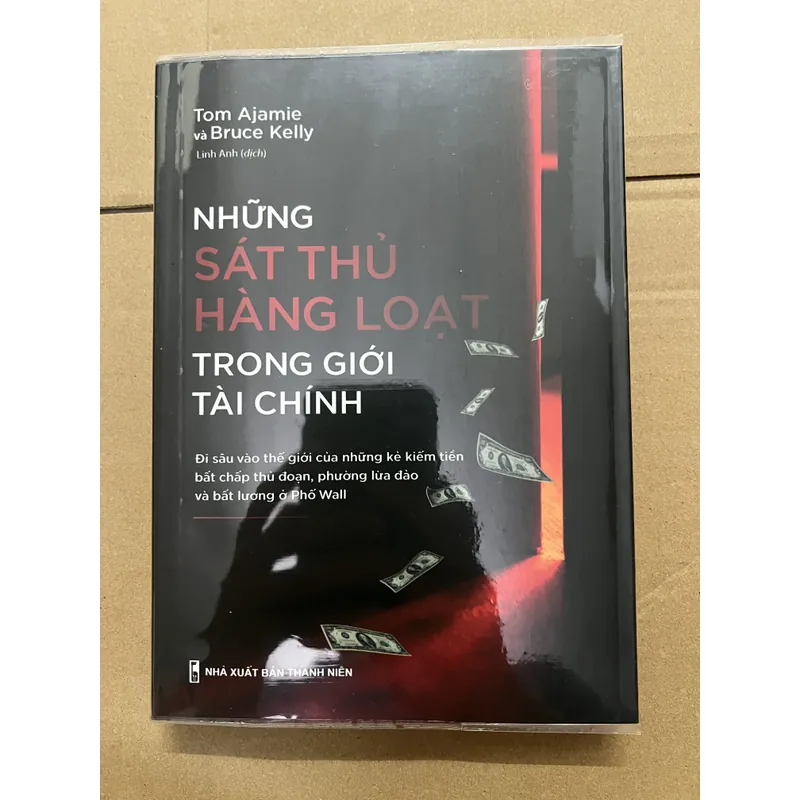 Tom Ajamie
và Bruce Kelly
Linh Anh (dịch)
NHỮNG
SÁT THỦ
HÀNG LOẠT
TRONG GIỚI
TÀI CHÍNH
Đi sâu vào thế giới của những kẻ kiếm tiền
bất chấp thủ đoạn, phường lừa đảo
và bất lương ở Phố Wall
NHÀ XUẤT BẢN THANH NIÊN